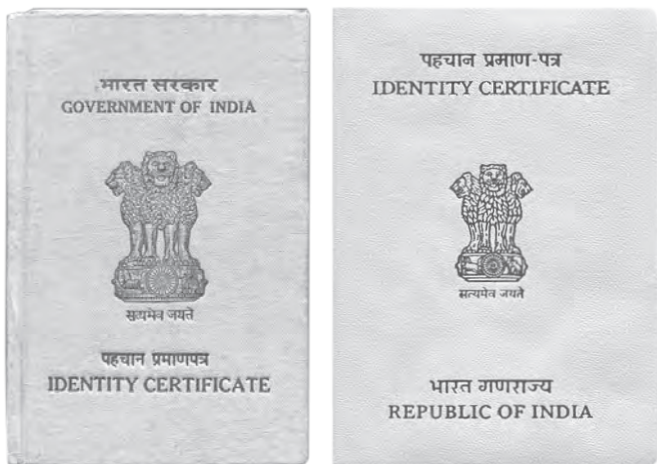 भारत सरकार
GOVERNMENT OF INDIA
सत्यमेव जयते
पहचान प्रमाणपत्र
IDENTITY CERTIFICATE
पहचान प्रमाण-पत्र
IDENTITY CERTIFICATE
सत्यमेव जयते
भारत गणराज्य
REPUBLIC OF INDIA